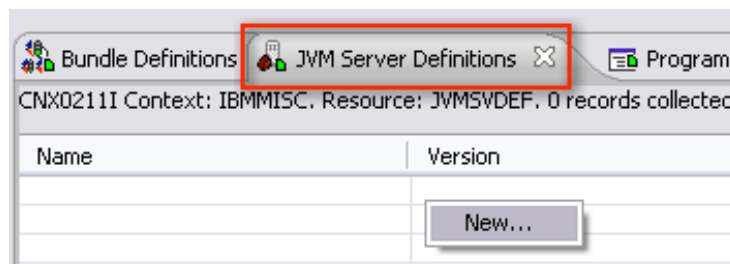 Bundle Definitions JVM Server Definitions Program
CNX0211I Context: IBMMISC. Resource: JVMSVDEF. 0 records collected
Name Version
New...